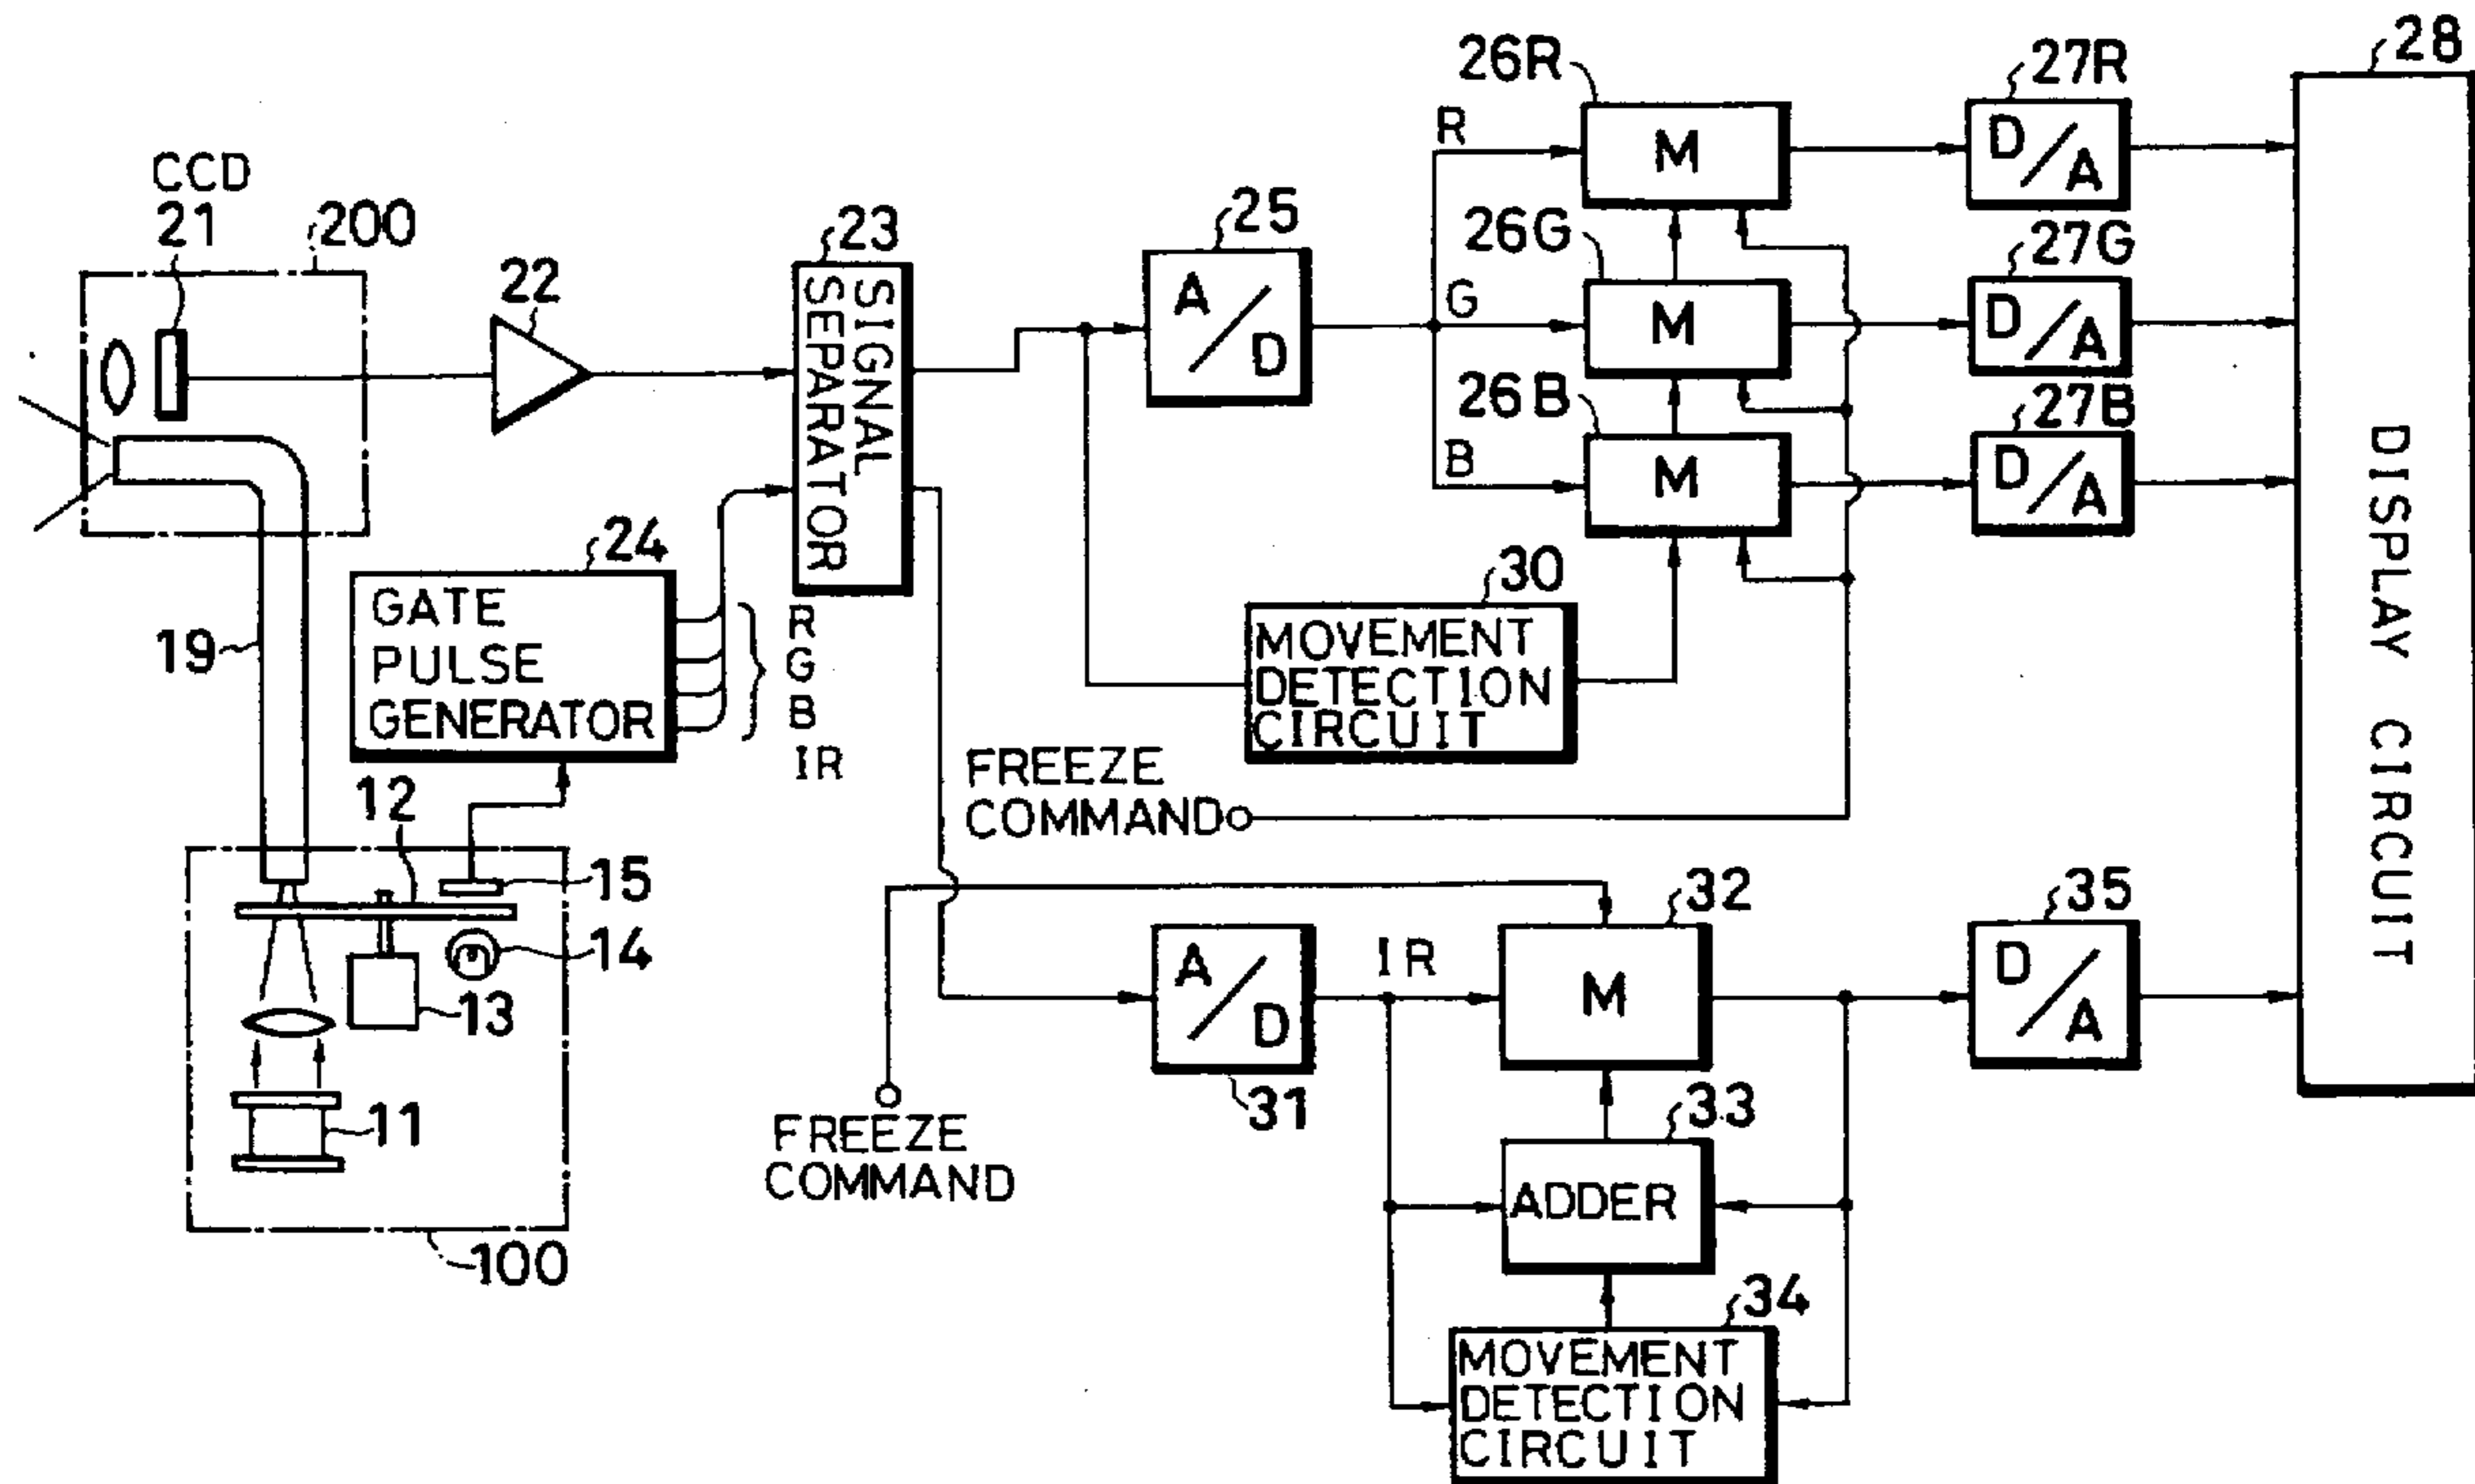 28
26R
27R
R
M
D/A
CCD
21
200
23
25
26G
27G
22
SIGNAL
SEPARATOR
A/D
G
M
D/A
26B
27B
B
M
D/A
DISPLAY CIRCUIT
24
GATE
PULSE
GENERATOR
R
G
B
IR
30
MOVEMENT
DETECTION
CIRCUIT
19
12
FREEZE
COMMAND
15
14
13
11
100
32
35
A/D
IR
M
D/A
31
33
FREEZE
COMMAND
ADDER
34
MOVEMENT
DETECTION
CIRCUIT